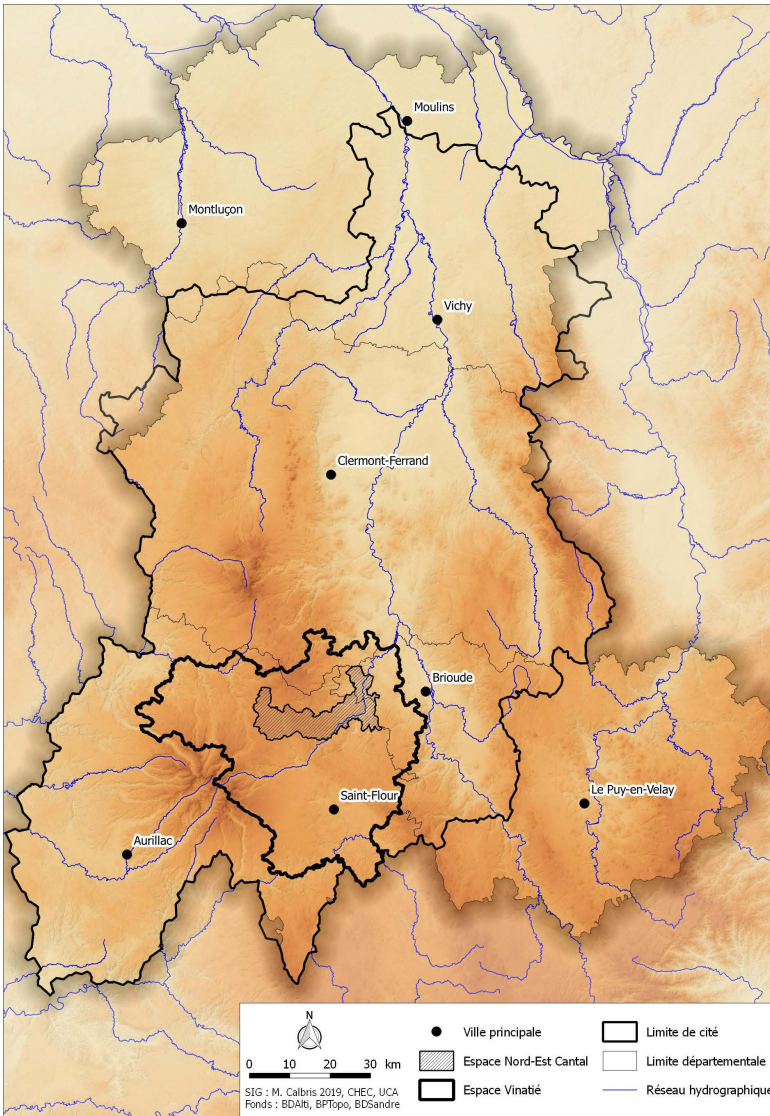 Moulins
Montluçon
Vichy
Clermont-Ferrand
Brioude
Saint-Flour
Le Puy-en-Velay
Aurillac
N
0 10 20 30 km
SIG : M. Calbris 2019, CHEC, UCA
Fonds : BDAlti, BPTopo, BDSandre
Ville principale
Espace Nord-Est Cantal
Espace Vinatié
Limite de cité
Limite départementale
Réseau hydrographique